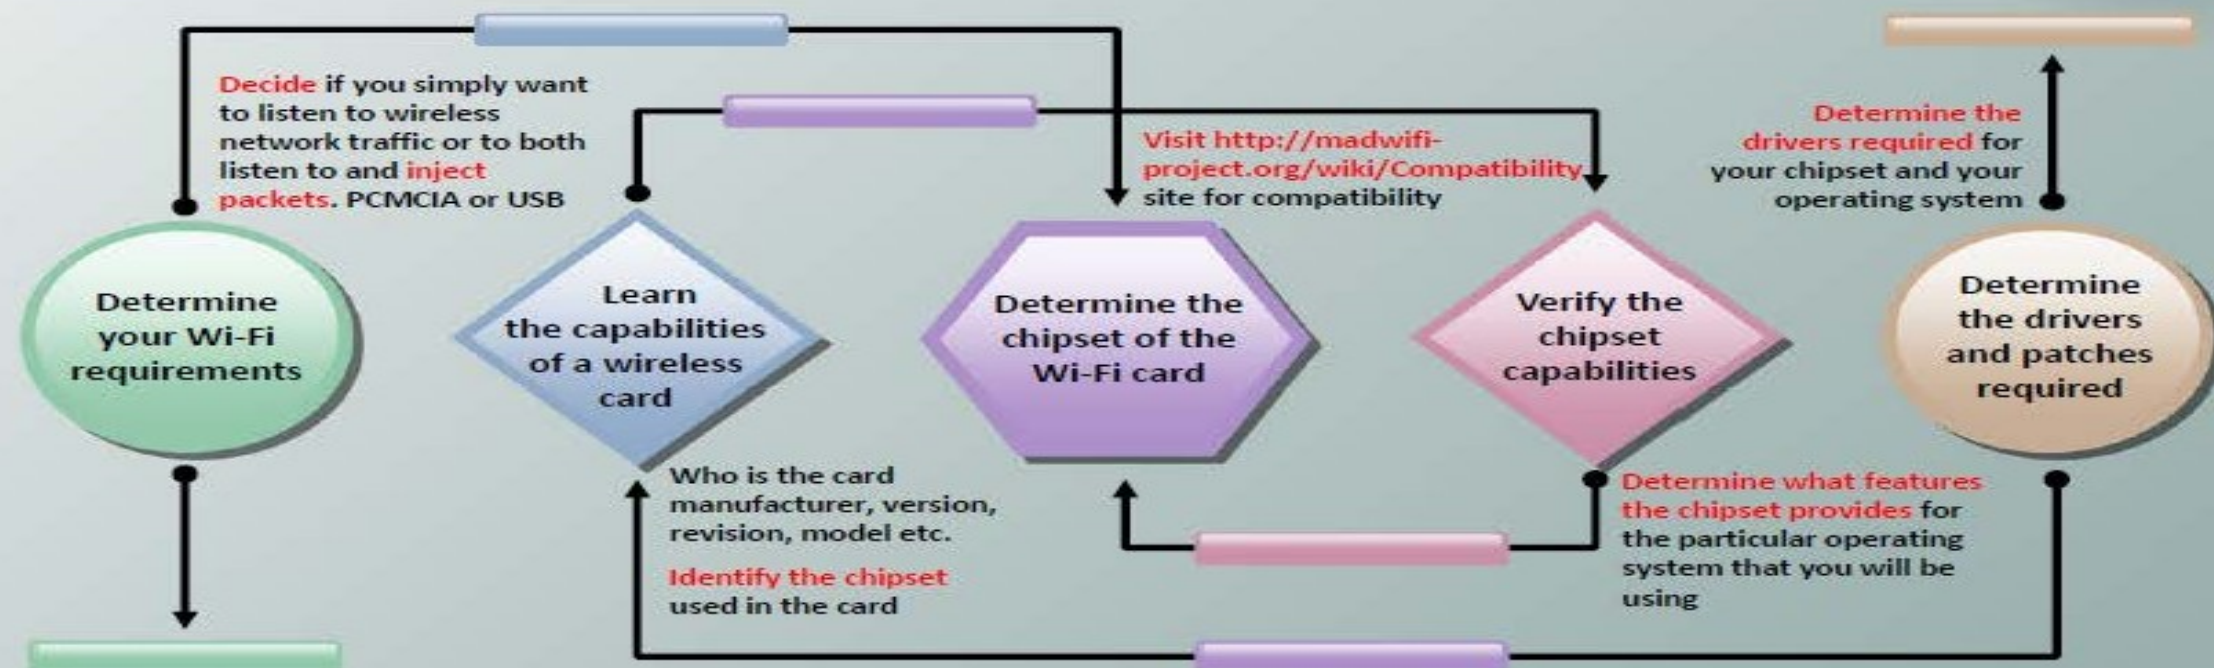 Decide if you simply want
to listen to wireless
network traffic or to both
listen to and inject
packets. PCMCIA or USB
Visit http://madwifi-
project.org/wiki/Compatibility
site for compatibility
Determine the
drivers required for
your chipset and your
operating system
Determine
your Wi-Fi
requirements
Learn
the capabilities
of a wireless
card
Determine the
chipset of the
Wi-Fi card
Verify the
chipset
capabilities
Determine
the drivers
and patches
required
Who is the card
manufacturer, version,
revision, model etc.
Identify the chipset
used in the card
Determine what features
the chipset provides for
the particular operating
system that you will be
using